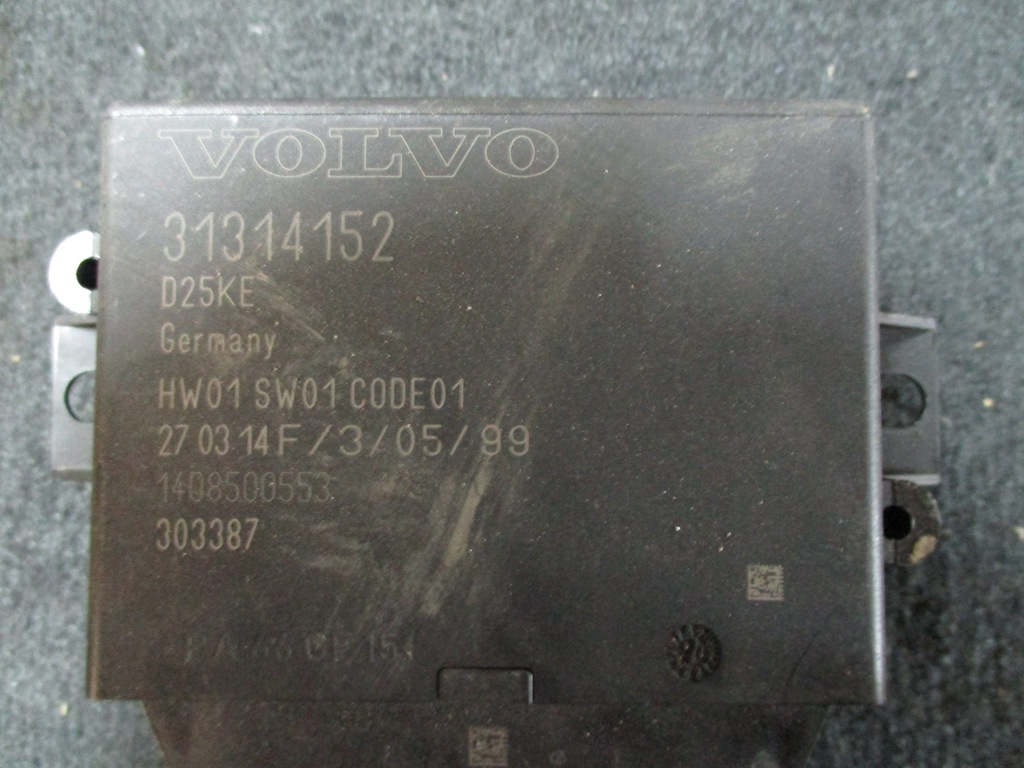 VOLVO
31314152
D25KE
Germany
HW01 SW01 CODE01
27 03 14 F/3/05/99
1408500553
303387